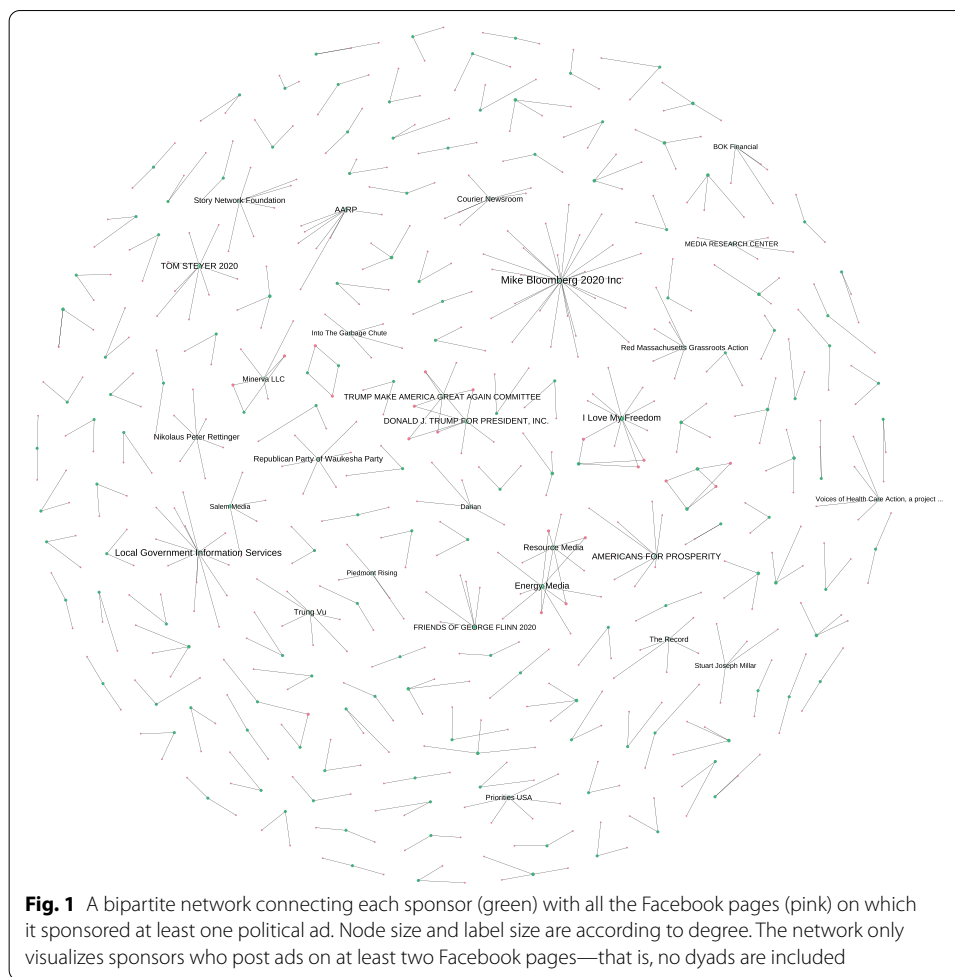 BOK Financial
Story Network Foundation
Courier Newsroom
AARP
MEDIA RESEARCH CENTER
TOM STEYER 2020
Mike Bloomberg 2020 Inc
Into The Garbage Chute
Red Massachusetts Grassroots Action
Minerva LLC
TRUMP MAKE AMERICA GREAT AGAIN COMMITTEE
DONALD J. TRUMP FOR PRESIDENT, INC.
I Love My Freedom
Nikolaus Peter Rettinger
Republican Party of Waukesha Party
Voices of Health Care Action, a project ...
Salem Media
Darian
Resource Media
Local Government Information Services
AMERICANS FOR PROSPERITY
Piedmont Rising
Energy Media
Trung Vu
FRIENDS OF GEORGE FLINN 2020
The Record
Stuart Joseph Millar
Priorities USA
Fig. 1 A bipartite network connecting each sponsor (green) with all the Facebook pages (pink) on which
it sponsored at least one political ad. Node size and label size are according to degree. The network only
visualizes sponsors who post ads on at least two Facebook pages—that is, no dyads are included